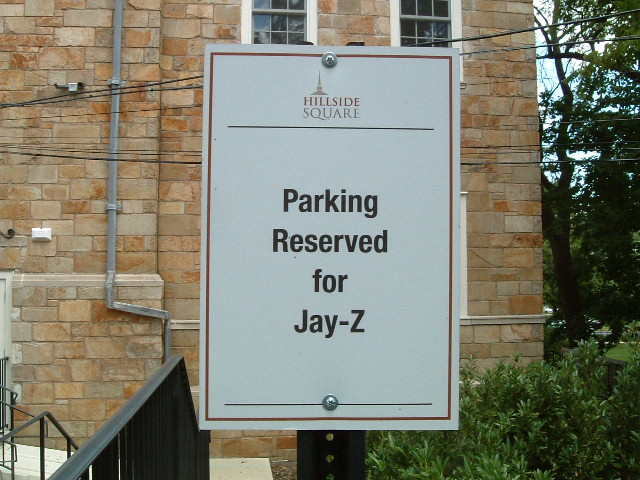 HILLSIDE
SQUARE
Parking
Reserved
for
Jay-Z